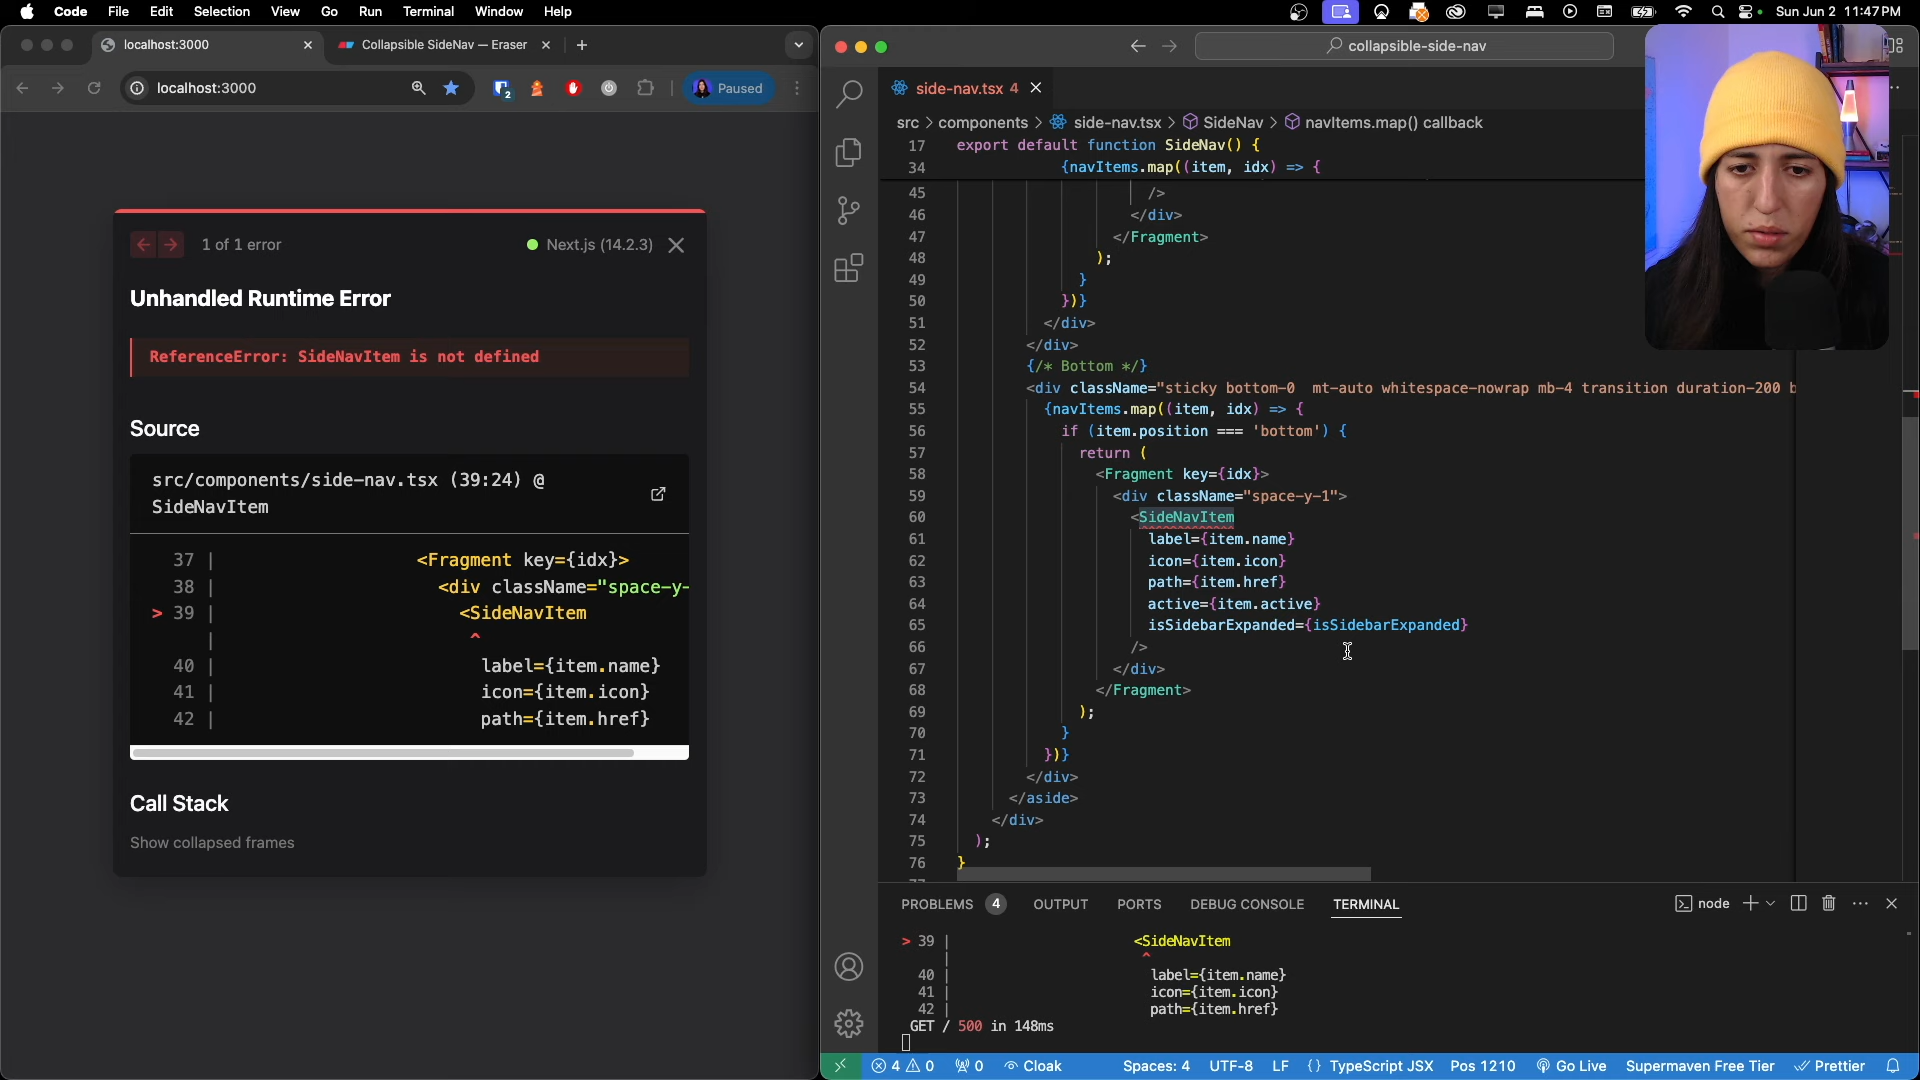 Code File Edit Selection View Go Run Terminal Window Help
Sun Jun 2 11:47 PM
localhost:3000
Collapsible SideNav — Eraser
localhost:3000
2
Paused
1 of 1 error
Next.js (14.2.3)
Unhandled Runtime Error
ReferenceError: SideNavItem is not defined
Source
src/components/side-nav.tsx (39:24) @
SideNavItem
37 | <Fragment key={idx}>
38 | <div className="space-y-
> 39 | <SideNavItem
| ^
40 | label={item.name}
41 | icon={item.icon}
42 | path={item.href}
Call Stack
Show collapsed frames
collapsible-side-nav
side-nav.tsx 4
src > components > side-nav.tsx > SideNav > navItems.map() callback
17 export default function SideNav() {
34 {navItems.map((item, idx) => {
45 />
46 </div>
47 </Fragment>
48 );
49 }
50 })}
51 </div>
52 </div>
53 {/* Bottom */}
54 <div className="sticky bottom-0  mt-auto whitespace-nowrap mb-4 transition duration-200 b
55 {navItems.map((item, idx) => {
56 if (item.position === 'bottom') {
57 return (
58 <Fragment key={idx}>
59 <div className="space-y-1">
60 <SideNavItem
61 label={item.name}
62 icon={item.icon}
63 path={item.href}
64 active={item.active}
65 isSidebarExpanded={isSidebarExpanded}
66 />
67 </div>
68 </Fragment>
69 );
70 }
71 })}
72 </div>
73 </aside>
74 </div>
75 );
76 }
PROBLEMS 4 OUTPUT PORTS DEBUG CONSOLE TERMINAL
node
> 39 | <SideNavItem
| ^
40 | label={item.name}
41 | icon={item.icon}
42 | path={item.href}
GET / 500 in 148ms
4 0 0 Cloak Spaces: 4 UTF-8 LF {} TypeScript JSX Pos 1210 Go Live Supermaven Free Tier Prettier